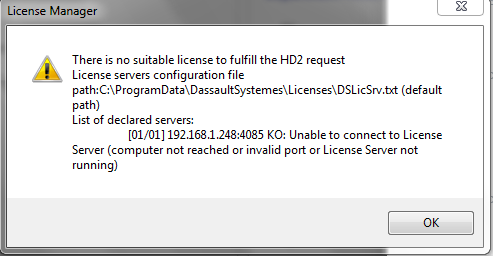 License Manager
There is no suitable license to fulfill the HD2 request
License servers configuration file
path:C:\ProgramData\DassaultSystemes\Licenses\DSLicSrv.txt (default
path)
List of declared servers:
[01/01] 192.168.1.248:4085 KO: Unable to connect to License
Server (computer not reached or invalid port or License Server not
running)
OK